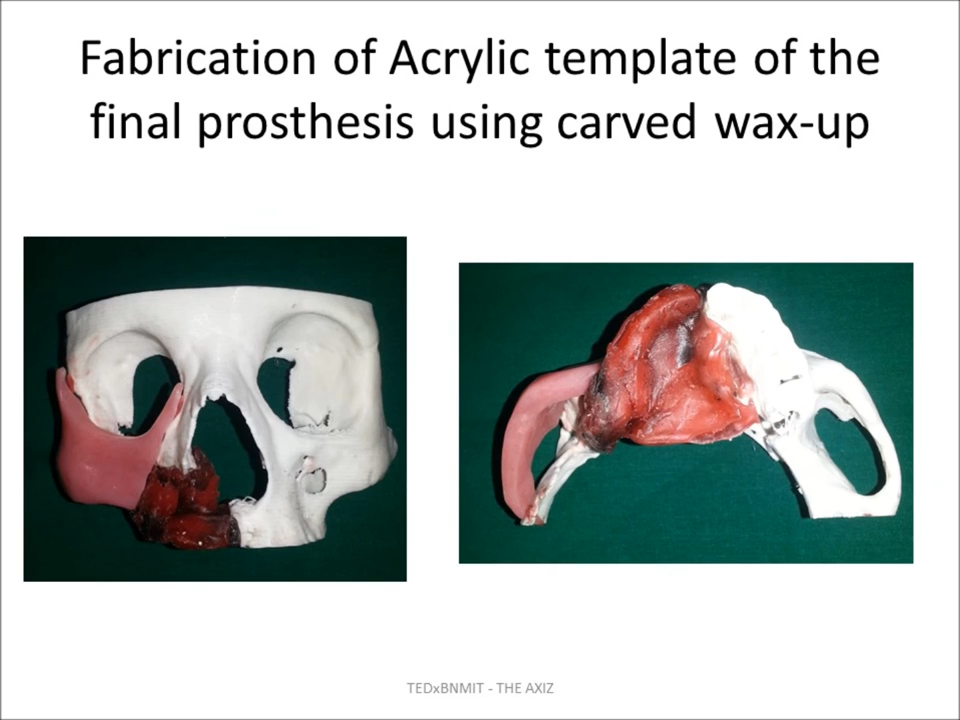 Fabrication of Acrylic template of the
final prosthesis using carved wax-up
TEDxBNMIT - THE AXIZ